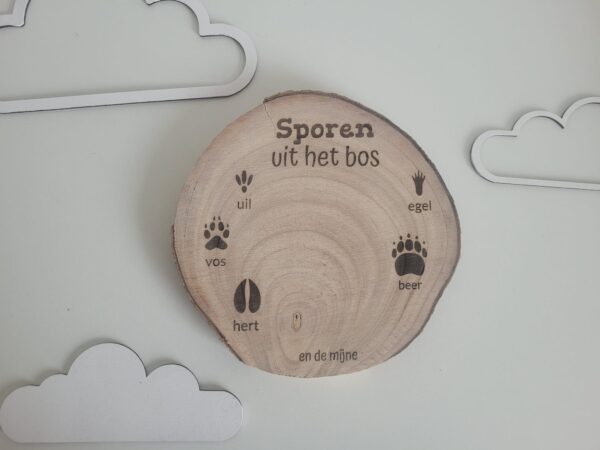 Sporen
uit het bos
uil
egel
vos
beer
hert
en de mijne